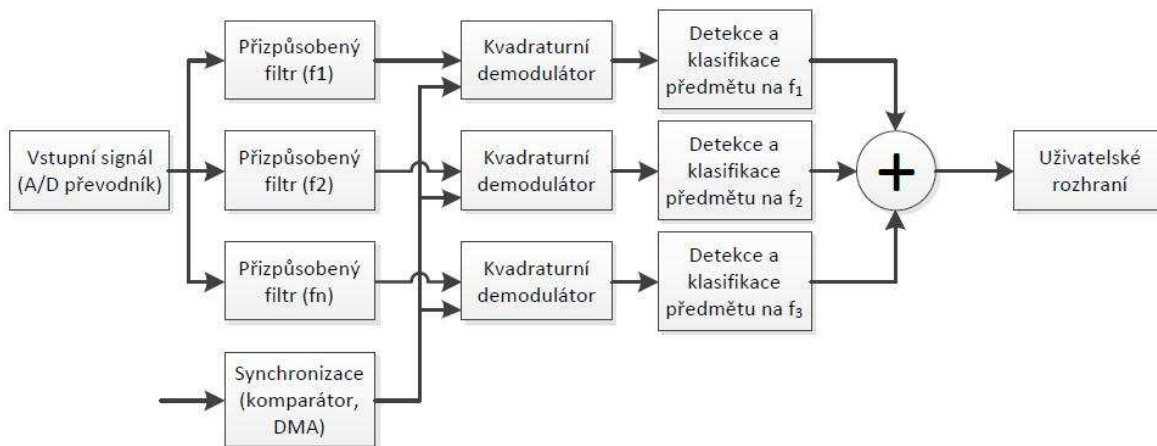 Vstupní signál
(A/D převodník)
Přizpůsobený
filtr (f1)
Kvadraturní
demodulátor
Detekce a
klasifikace
předmětu na f₁
Přizpůsobený
filtr (f2)
Kvadraturní
demodulátor
Detekce a
klasifikace
předmětu na f₂
Přizpůsobený
filtr (fn)
Kvadraturní
demodulátor
Detekce a
klasifikace
předmětu na f₃
Synchronizace
(komparátor,
DMA)
+
Uživatelské
rozhraní